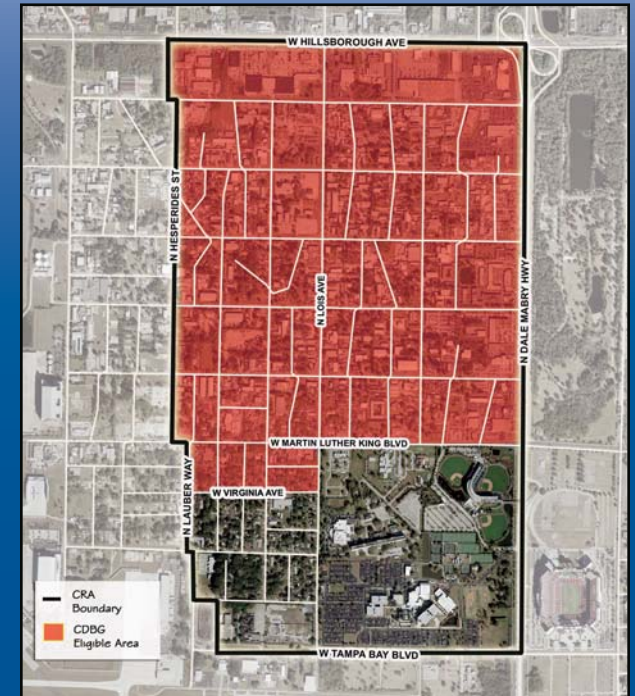 W HILLSBOROUGH AVE
N HESPERIDES ST
N LOIS AVE
N DALE MABRY HWY
W MARTIN LUTHER KING BLVD
N LAUBER WAY
W VIRGINIA AVE
CRA
Boundary
CDBG
Eligible Area
W TAMPA BAY BLVD